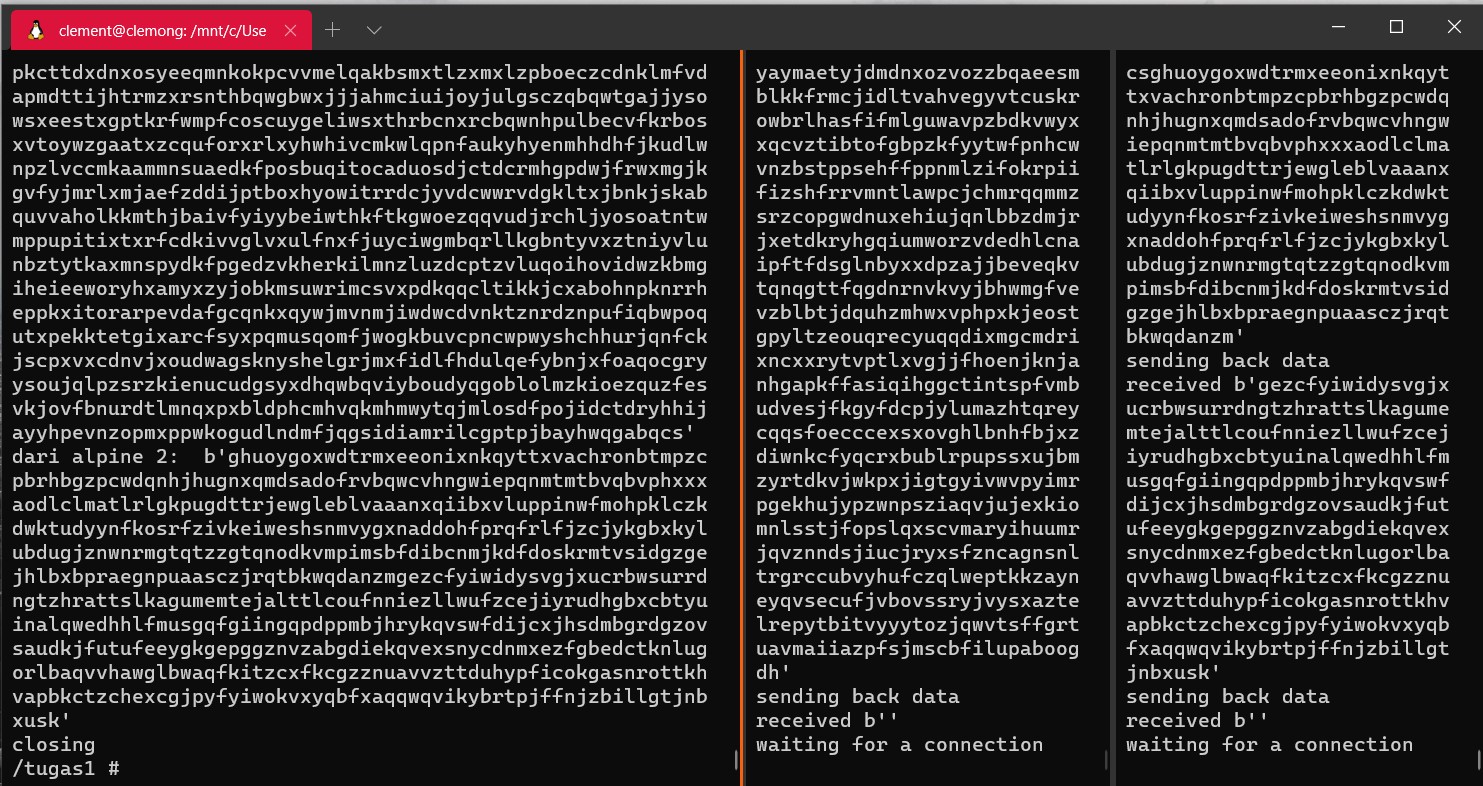 clement@clemong: /mnt/c/Use
pkcttdxdnxosyeeqmnkokpcvvmelqakbsmxtlzxmxlzpboeczcdnklmfvd
apmdttijhtrmzxrsnthbqwgbwxjjjahmciuijoyjulgsczqbqwtgajjyso
wsxeestxgptkrfwmpfcoscuygeliwsxthrbcnxrcbqwnhpulbecvfkrbos
xvtoywzgaatxzcquforxrlxyhwhivcmkwlqpnfaukyhyenmhhdhfjkudlw
npzlvccmkaammnsuaedkfposbuqitocaduosdjctdcrmhgpdwjfrwxmgjk
gvfyjmrlxmjaefzddijptboxhyowitrrdcjyvdcwwrvdgkltxjbnkjskab
quvvaholkkmthjbaivfyiyybeiwthkftkgwoezqqvudjrchljyosoatntw
mppupitixtxrfcdkivvglvxulfnxfjuyciwgmbqrllkgbntyvxztniyvlu
nbztytkaxmnspydkfpgedzvkherkilmnzluzdcptzvluqoihovidwzkbmg
iheieeworyhxamyxzyjobkmsuwrimcsvxpdkqqcltikkjcxabohnpknrrh
eppkxitorarpevdafgcqnkxqywjmvnmjiwdwcdvnktznrdznpufiqbwpoq
utxpekktetgixarcfsyxpqmusqomfjwogkbuvcpncwpwyshchhurjqnfck
jscpxvxcdnvjxoudwagsknyshelgrjmxfidlfhdulqefybnjxfoaqocgry
ysoujqlpzsrzkienucudgsyxdhqwbqviyboudyqgoblolmzkioezquzfes
vkjovfbnurdtlmnqxpxbldphcmhvqkmhmwytqjmlosdfpojidctdryhhij
ayyhpevnzopmxppwkogudlndmfjqgsidiamrilcgptpjbayhwqgabqcs'
dari alpine 2:  b'ghuoygoxwdtrmxeeonixnkqyttxvachronbtmpzc
pbrhbgzpcwdqnhjhugnxqmdsadofrvbqwcvhngwiepqnmtmtbvqbvphxxx
aodlclmatlrlgkpugdttrjewgleblvaaanxqiibxvluppinwfmohpklczk
dwktudyynfkosrfzivkeiweshsnmvygxnaddohfprqfrlfjzcjykgbxkyl
ubdugjznwnrmgtqtzzgtqnodkvmpimsbfdibcnmjkdfdoskrmtvsidgzge
jhlbxbpraegnpuaasczjrqtbkwqdanzmgezcfyiwidysvgjxucrbwsurrd
ngtzhrattslkagumemtejalttlcoufnniezllwufzcejiyrudhgbxcbtyu
inalqwedhhlfmusgqfgiingqpdppmbjhrykqvswfdijcxjhsdmbgrdgzov
saudkjfutufeeygkgepggznvzabgdiekqvexsnycdnmxezfgbedctknlug
orlbaqvvhawglbwaqfkitzcxfkcgzznuavvzttduhypficokgasnrottkh
vapbkctzchexcgjpyfyiwokvxyqbfxaqqwqvikybrtpjffnjzbillgtjnb
xusk'
closing
/tugas1 #
yaymaetyjdmdnxozvozzbqaeesm
blkkfrmcjidltvahvegyvtcuskr
owbrlhasfifmlguwavpzbdkvwyx
xqcvztibtofgbpzkfyytwfpnhcw
vnzbstppsehffppnmlzifokrpii
fizshfrrvmntlawpcjchmrqqmmz
srzcopgwdnuxehiujqnlbbzdmjr
jxetdkryhgqiumworzvdedhlcna
ipftfdsglnbyxxdpzajjbeveqkv
tqnqgttfqgdnrnvkvyjbhwmgfve
vzblbtjdquhzmhwxvphpxkjeost
gpyltzeouqrecyuqqdixmgcmdri
xncxxrytvptlxvgjjfhoenjknja
nhgapkffasiqihggctintspfvmb
udvesjfkgyfdcpjylumazhtqrey
cqqsfoecccexsxovghlbnhfbjxz
diwnkcfyqcrxbublrpupssxujbm
zyrtdkvjwkpxjigtgyivwvpyimr
pgekhujypzwnpsziaqvjujexkio
mnlsstjfopslqxscvmaryihuumr
jqvznndsjiucjryxsfzncagnsnl
trgrccubvyhufczqlweptkkzayn
eyqvsecufjvbovssryjvysxazte
lrepytbitvyyytozjqwvtsffgrt
uavmaiiazpfsjmscbfilupaboog
dh'
sending back data
received b''
waiting for a connection
csghuoygoxwdtrmxeeonixnkqyt
txvachronbtmpzcpbrhbgzpcwdq
nhjhugnxqmdsadofrvbqwcvhngw
iepqnmtmtbvqbvphxxxaodlclma
tlrlgkpugdttrjewgleblvaaanx
qiibxvluppinwfmohpklczkdwkt
udyynfkosrfzivkeiweshsnmvyg
xnaddohfprqfrlfjzcjykgbxkyl
ubdugjznwnrmgtqtzzgtqnodkvm
pimsbfdibcnmjkdfdoskrmtvsid
gzgejhlbxbpraegnpuaasczjrqt
bkwqdanzm'
sending back data
received b'gezcfyiwidysvgjx
ucrbwsurrdngtzhrattslkagume
mtejalttlcoufnniezllwufzcej
iyrudhgbxcbtyuinalqwedhhlfm
usgqfgiingqpdppmbjhrykqvswf
dijcxjhsdmbgrdgzovsaudkjfut
ufeeygkgepggznvzabgdiekqvex
snycdnmxezfgbedctknlugorlba
qvvhawglbwaqfkitzcxfkcgzznu
avvzttduhypficokgasnrottkhv
apbkctzchexcgjpyfyiwokvxyqb
fxaqqwqvikybrtpjffnjzbillgt
jnbxusk'
sending back data
received b''
waiting for a connection